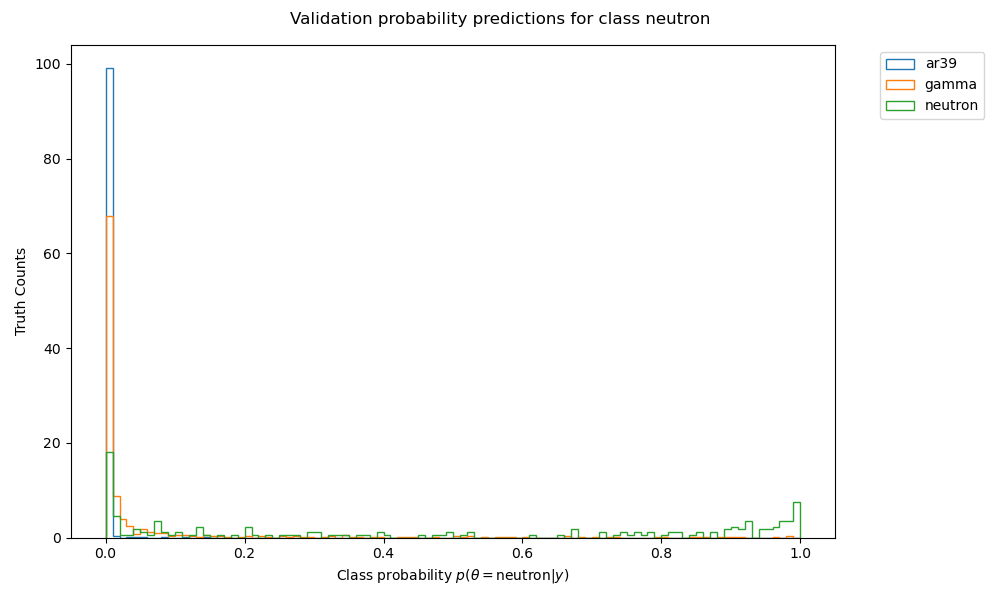 Validation probability predictions for class neutron
ar39
gamma
neutron
100
80
60
40
20
0
Truth Counts
0.0 0.2 0.4 0.6 0.8 1.0
Class probability p(θ = neutron|y)